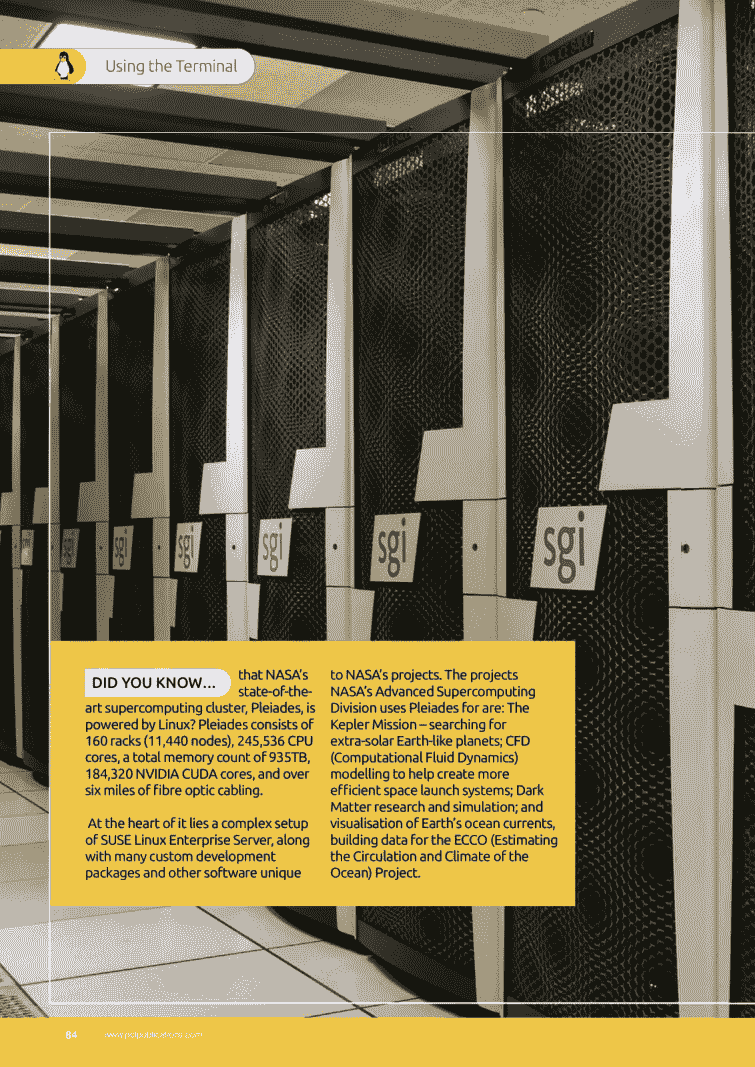 Using the Terminal
sgi
sgi
sgi
sgi
sgi
sgi
DID YOU KNOW...
that NASA's
state-of-the-
art supercomputing cluster, Pleiades, is
powered by Linux? Pleiades consists of
160 racks (11,440 nodes), 245,536 CPU
cores, a total memory count of 935TB,
184,320 NVIDIA CUDA cores, and over
six miles of fibre optic cabling.
At the heart of it lies a complex setup
of SUSE Linux Enterprise Server, along
with many custom development
packages and other software unique
to NASA's projects. The projects
NASA's Advanced Supercomputing
Division uses Pleiades for are: The
Kepler Mission – searching for
extra-solar Earth-like planets; CFD
(Computational Fluid Dynamics)
modelling to help create more
efficient space launch systems; Dark
Matter research and simulation; and
visualisation of Earth's ocean currents,
building data for the ECCO (Estimating
the Circulation and Climate of the
Ocean) Project.
84